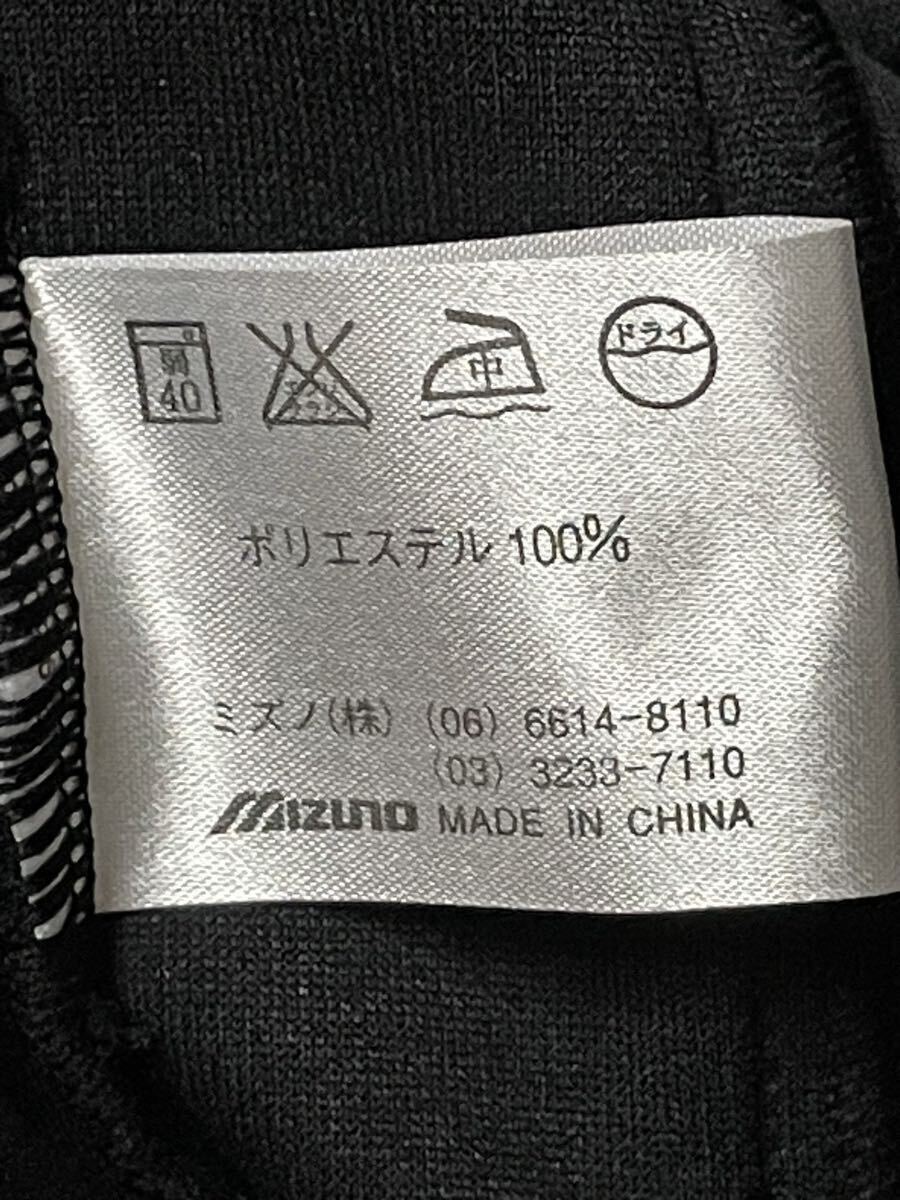 弱 40 中 ドライ
ポリエステル 100%
ミズノ(株) (06) 6614-8110
(03) 3233-7110
MIZUNO MADE IN CHINA